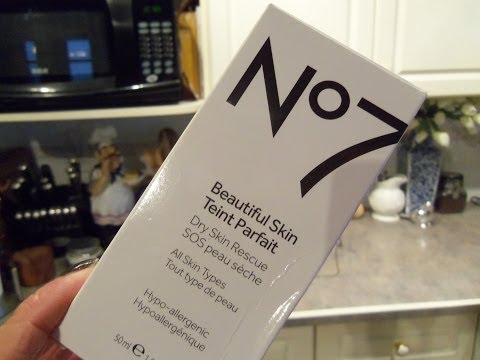 No7
Beautiful Skin
Teint Parfait
Dry Skin Rescue
SOS peau sèche
All Skin Types
Tout type de peau
Hypo-allergenic
Hypoallergénique
50ml e